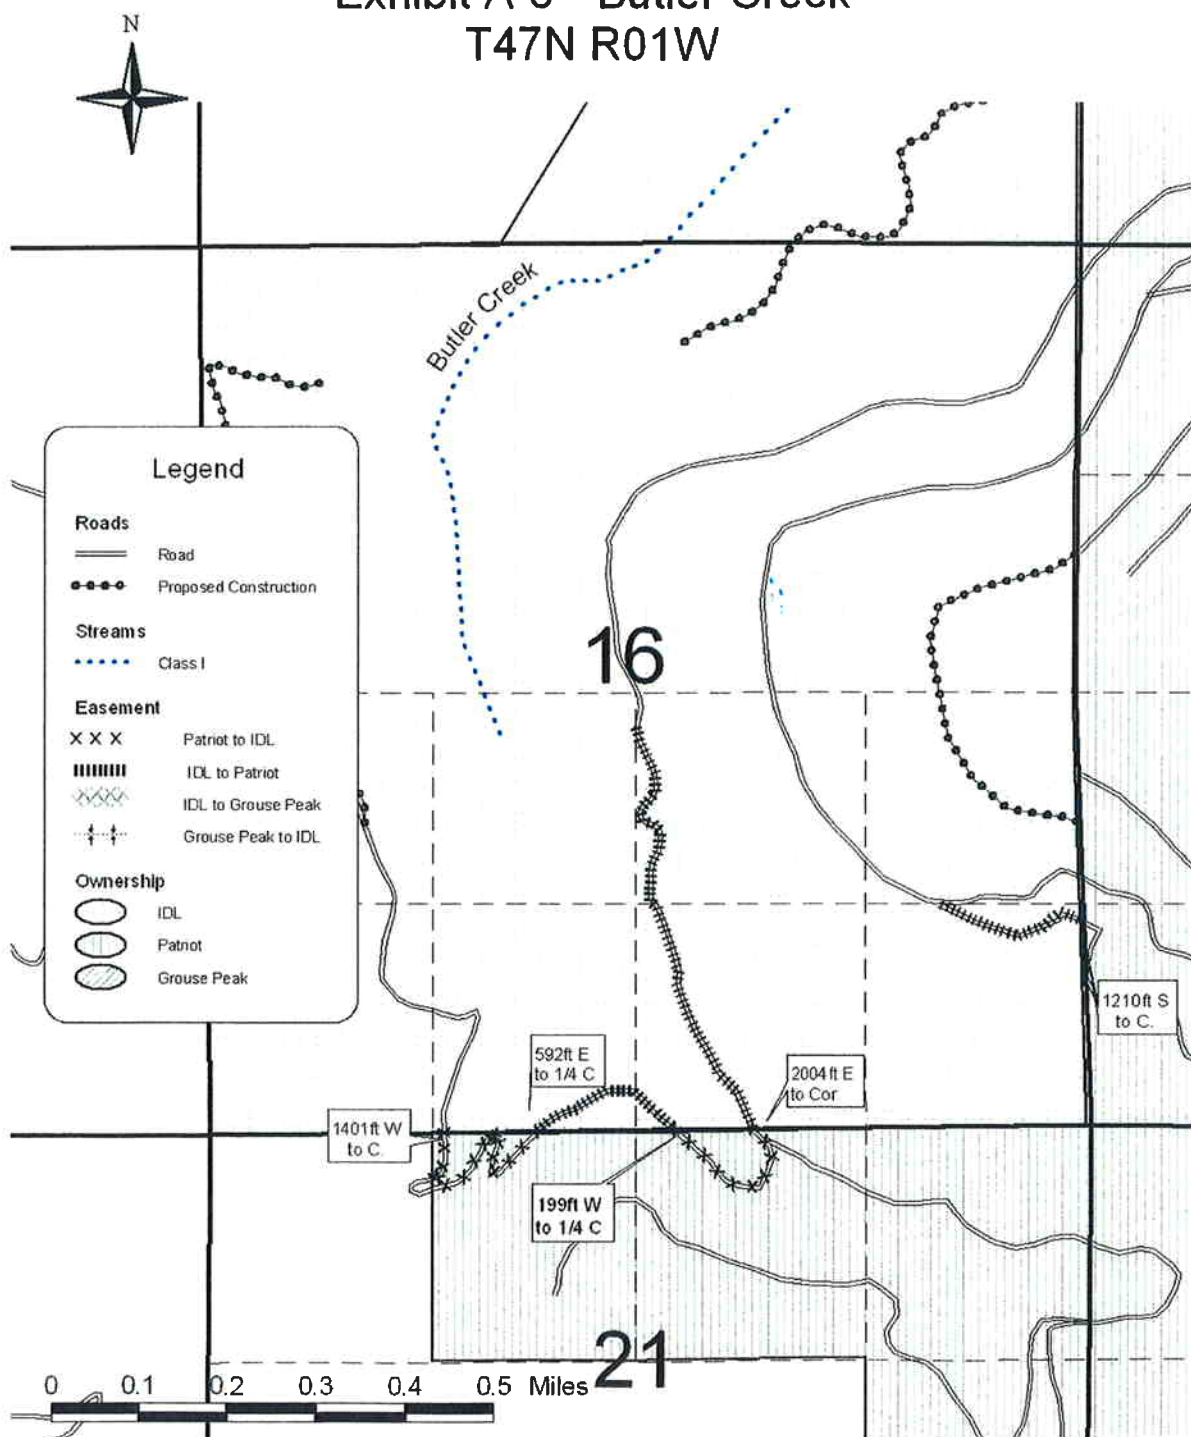 T47N R01W
N
Butler Creek
Legend
Roads
Road
Proposed Construction
Streams
Class I
Easement
Patriot to IDL
IDL to Patriot
IDL to Grouse Peak
Grouse Peak to IDL
Ownership
IDL
Patriot
Grouse Peak
16
1210ft S
to C.
592ft E
to 1/4 C
2004 ft E
to Cor
1401ft W
to C.
199ft W
to 1/4 C
21
0 0.1 0.2 0.3 0.4 0.5 Miles